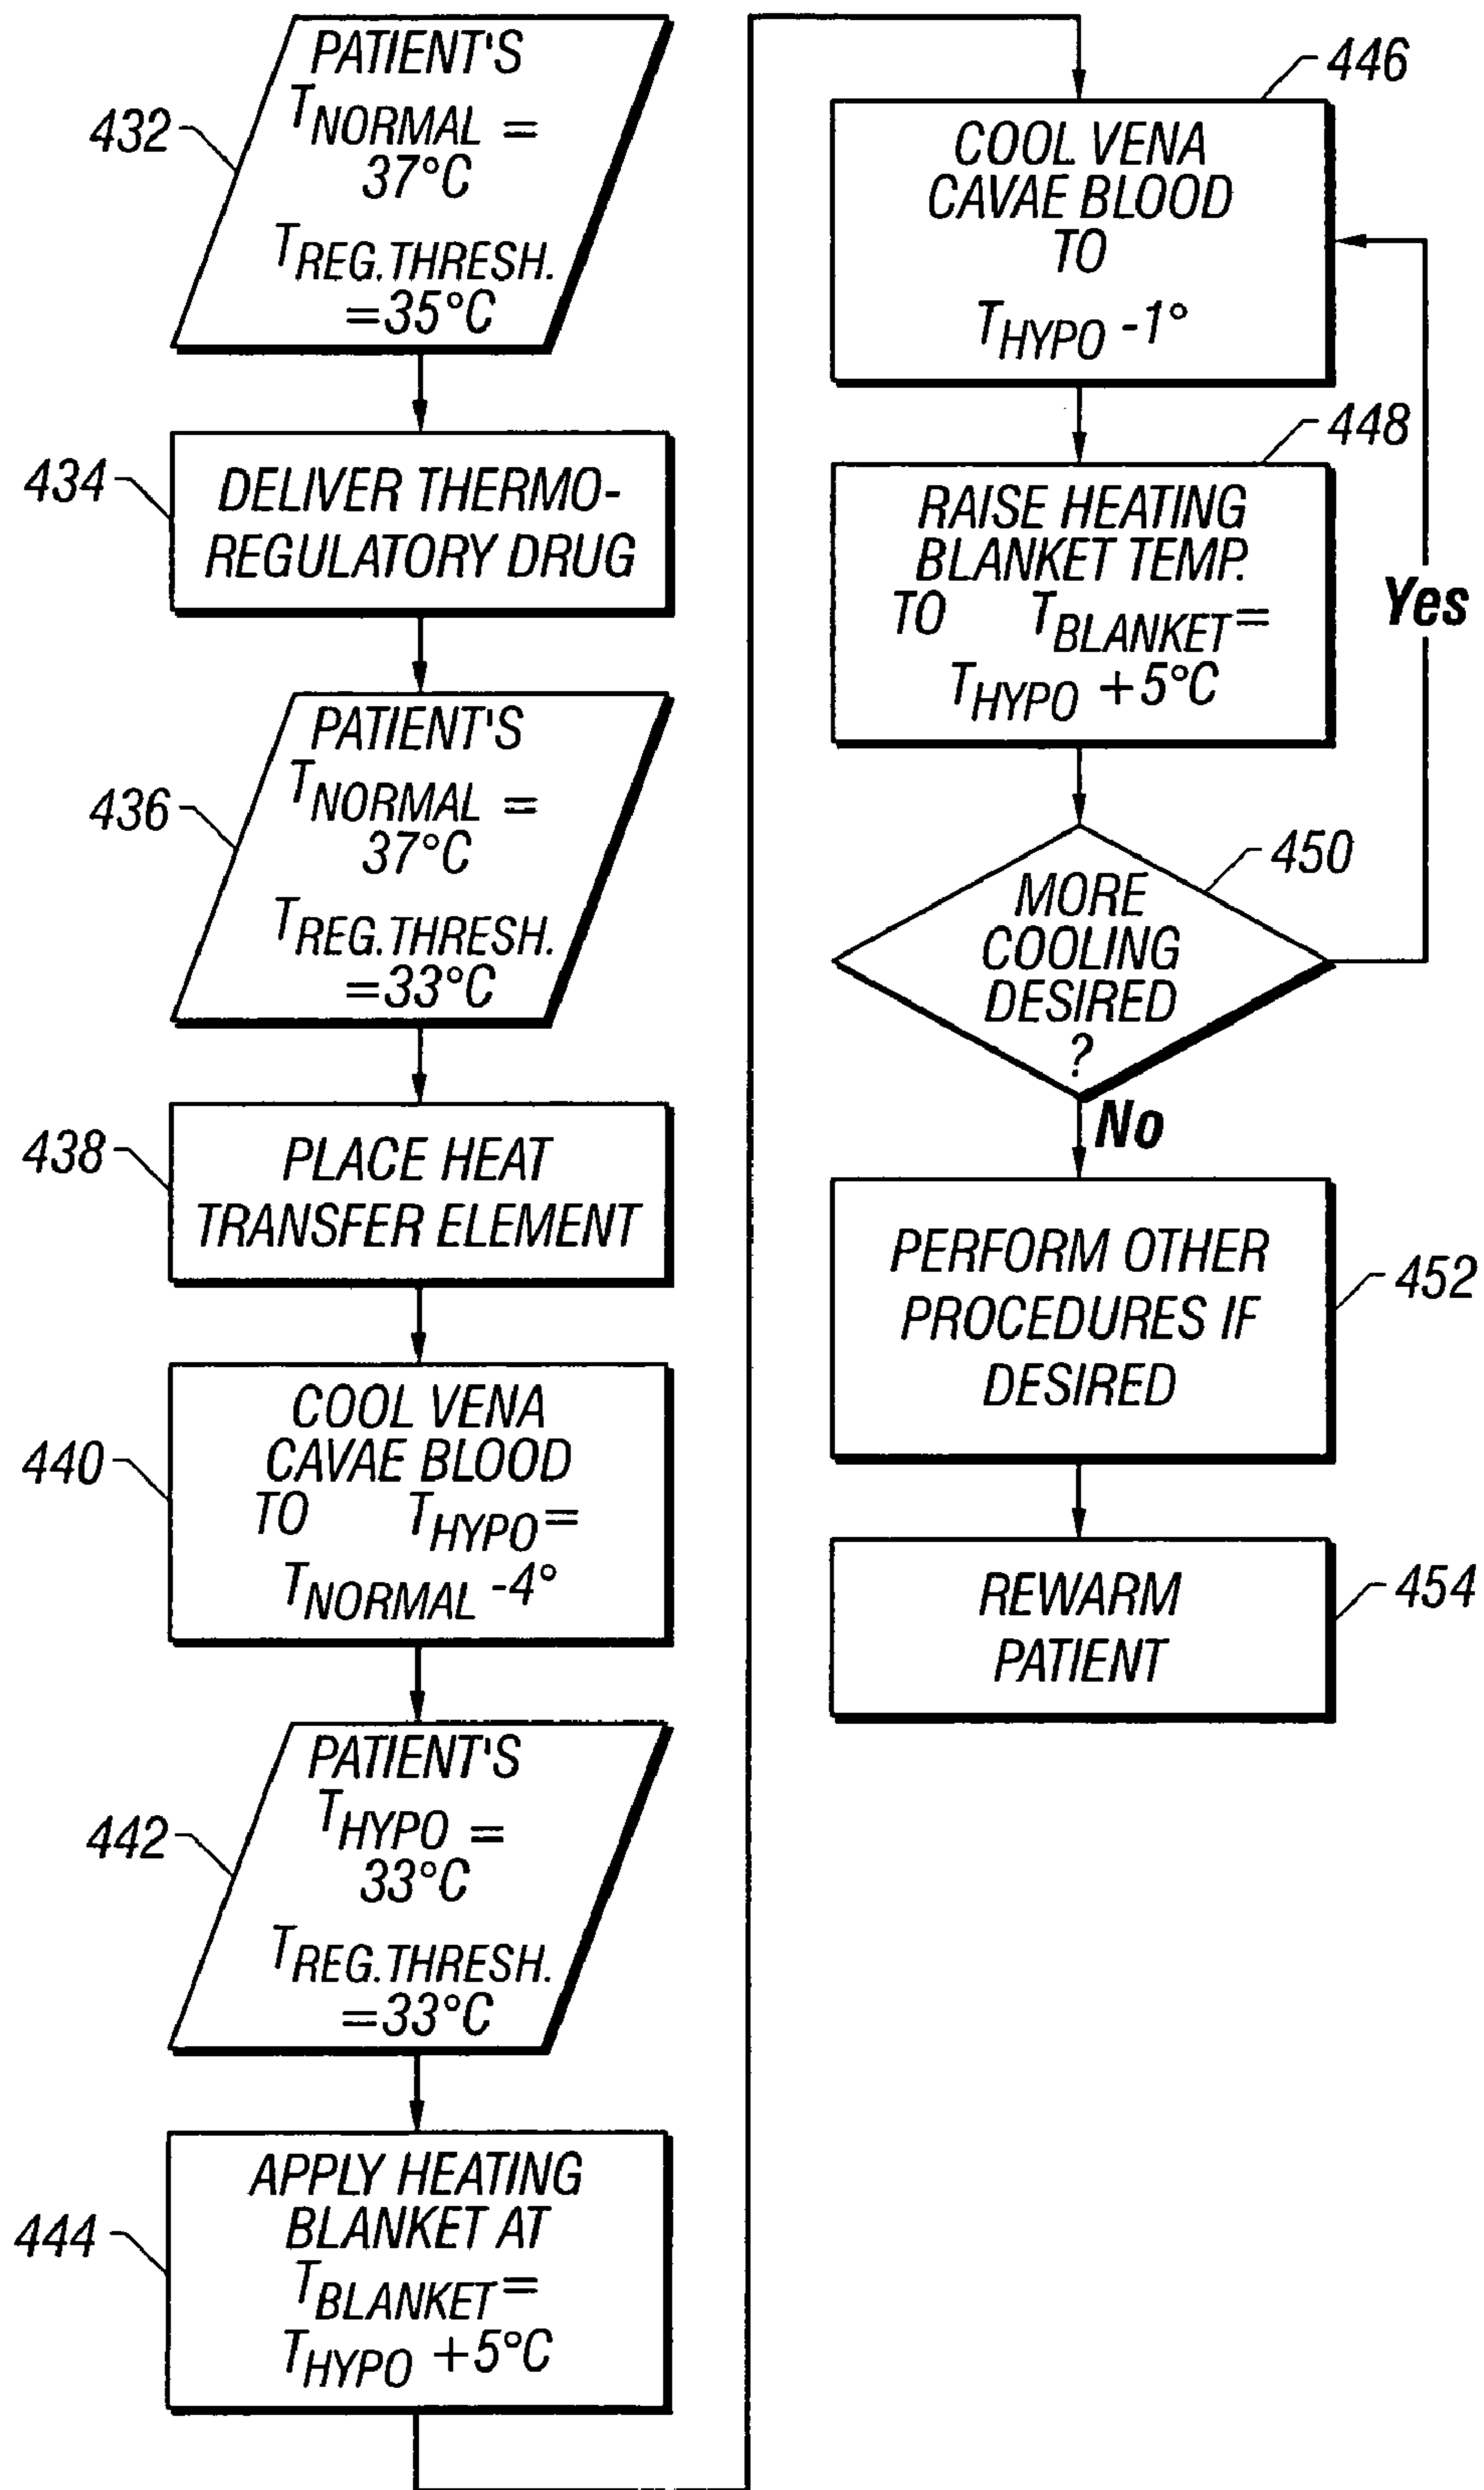 432
PATIENT'S
TNORMAL =
37°C
TREG.THRESH.
=35°C
434
DELIVER THERMO-
REGULATORY DRUG
436
PATIENT'S
TNORMAL =
37°C
TREG.THRESH.
=33°C
438
PLACE HEAT
TRANSFER ELEMENT
440
COOL VENA
CAVAE BLOOD
TO THYPO=
TNORMAL -4°
442
PATIENT'S
THYPO =
33°C
TREG.THRESH.
=33°C
444
APPLY HEATING
BLANKET AT
TBLANKET=
THYPO +5°C
446
COOL VENA
CAVAE BLOOD
TO
THYPO -1°
448
RAISE HEATING
BLANKET TEMP.
TO TBLANKET=
THYPO +5°C
Yes
450
MORE
COOLING
DESIRED
?
No
PERFORM OTHER
PROCEDURES IF
DESIRED
452
REWARM
PATIENT
454